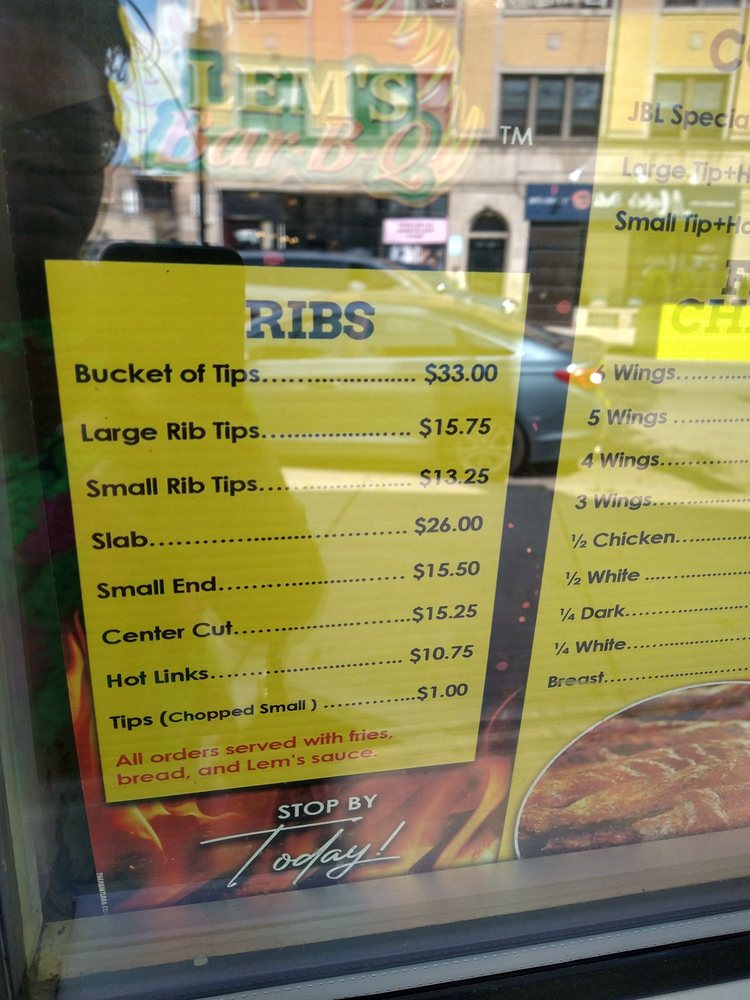 LEM'S
Bar-B-Q
TM
RIBS
Bucket of Tips.................... $33.00
Large Rib Tips.................... $15.75
Small Rib Tips.................... $13.25
Slab.................................. $26.00
Small End......................... $15.50
Center Cut.......................$15.25
Hot Links.......................... $10.75
Tips (Chopped Small ) .............$1.00
All orders served with fries,
bread, and Lem's sauce.
STOP BY
Today!
JBL Specia
Large Tip+H
Small Tip+Ho
6 Wings...........
5 Wings ...........
4 Wings...........
3 Wings...........
½ Chicken...........
½ White ...........
¼ Dark...........
¼ White...........
Breast...........